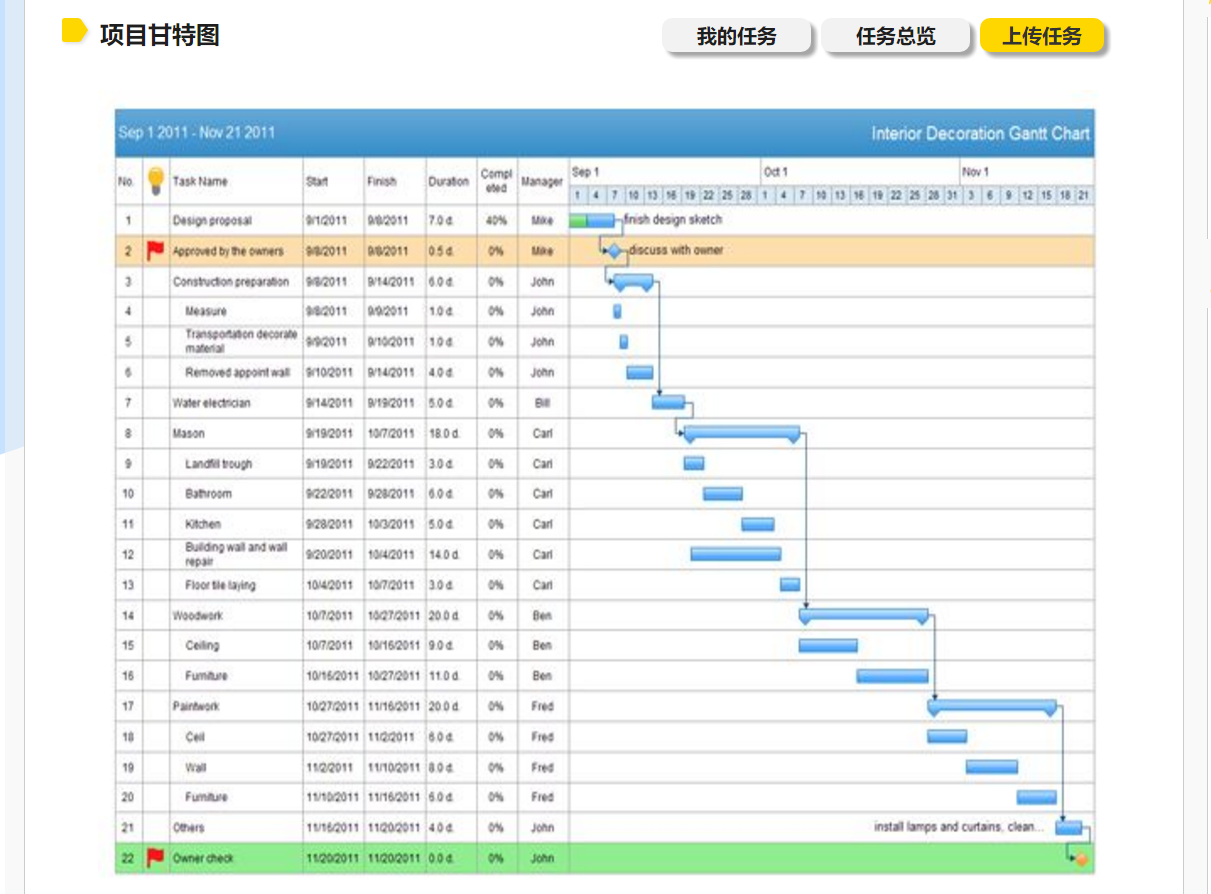 项目甘特图
我的任务 任务总览 上传任务
Sep 1 2011 - Nov 21 2011 Interior Decoration Gantt Chart
No. Task Name Start Finish Duration Compl eted Manager
Sep 1 Oct 1 Nov 1
1 4 7 10 13 16 19 22 25 28 1 4 7 10 13 16 19 22 25 28 31 3 6 9 12 15 18 21
1 Design proposal 9/1/2011 9/8/2011 7.0 d. 40% Mike finish design sketch
2 Approved by the owners 9/8/2011 9/8/2011 0.5 d. 0% Mike discuss with owner
3 Construction preparation 9/8/2011 9/14/2011 6.0 d. 0% John
4 Measure 9/8/2011 9/9/2011 1.0 d. 0% John
5 Transportation decorate material 9/9/2011 9/10/2011 1.0 d. 0% John
6 Removed appoint wall 9/10/2011 9/14/2011 4.0 d. 0% John
7 Water electrician 9/14/2011 9/19/2011 5.0 d. 0% Bill
8 Mason 9/19/2011 10/7/2011 18.0 d. 0% Carl
9 Landfill trough 9/19/2011 9/22/2011 3.0 d. 0% Carl
10 Bathroom 9/22/2011 9/28/2011 6.0 d. 0% Carl
11 Kitchen 9/28/2011 10/3/2011 5.0 d. 0% Carl
12 Building wall and wall repair 9/20/2011 10/4/2011 14.0 d. 0% Carl
13 Floor tile laying 10/4/2011 10/7/2011 3.0 d. 0% Carl
14 Woodwork 10/7/2011 10/27/2011 20.0 d. 0% Ben
15 Ceiling 10/7/2011 10/16/2011 9.0 d. 0% Ben
16 Furniture 10/16/2011 10/27/2011 11.0 d. 0% Ben
17 Paintwork 10/27/2011 11/16/2011 20.0 d. 0% Fred
18 Ceil 10/27/2011 11/2/2011 6.0 d. 0% Fred
19 Wall 11/2/2011 11/10/2011 8.0 d. 0% Fred
20 Furniture 11/10/2011 11/16/2011 6.0 d. 0% Fred
21 Others 11/16/2011 11/20/2011 4.0 d. 0% John install lamps and curtains, clean...
22 Owner check 11/20/2011 11/20/2011 0.0 d. 0% John